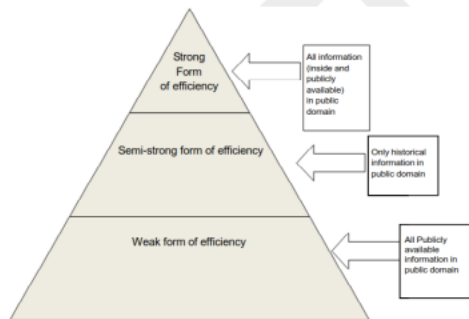 Strong
Form
of efficiency
All information
(inside and
publicly
available)
in public
domain
Semi-strong form of efficiency
Only historical
information in
public domain
Weak form of efficiency
All Publicly
available
information in
public domain